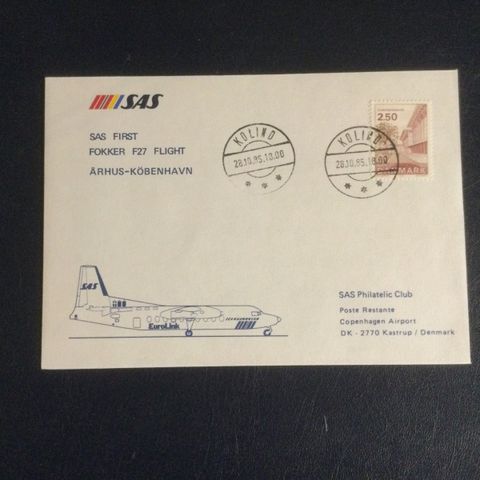 SAS
SAS FIRST
FOKKER F27 FLIGHT
ÅRHUS-KÖBENHAVN
KOLIND
28.10.85.18.00
KOLIND
28.10.85.18.00
2.50
DANMARK
SAS
EuroLink
SAS Philatelic Club
Poste Restante
Copenhagen Airport
DK - 2770 Kastrup / Denmark